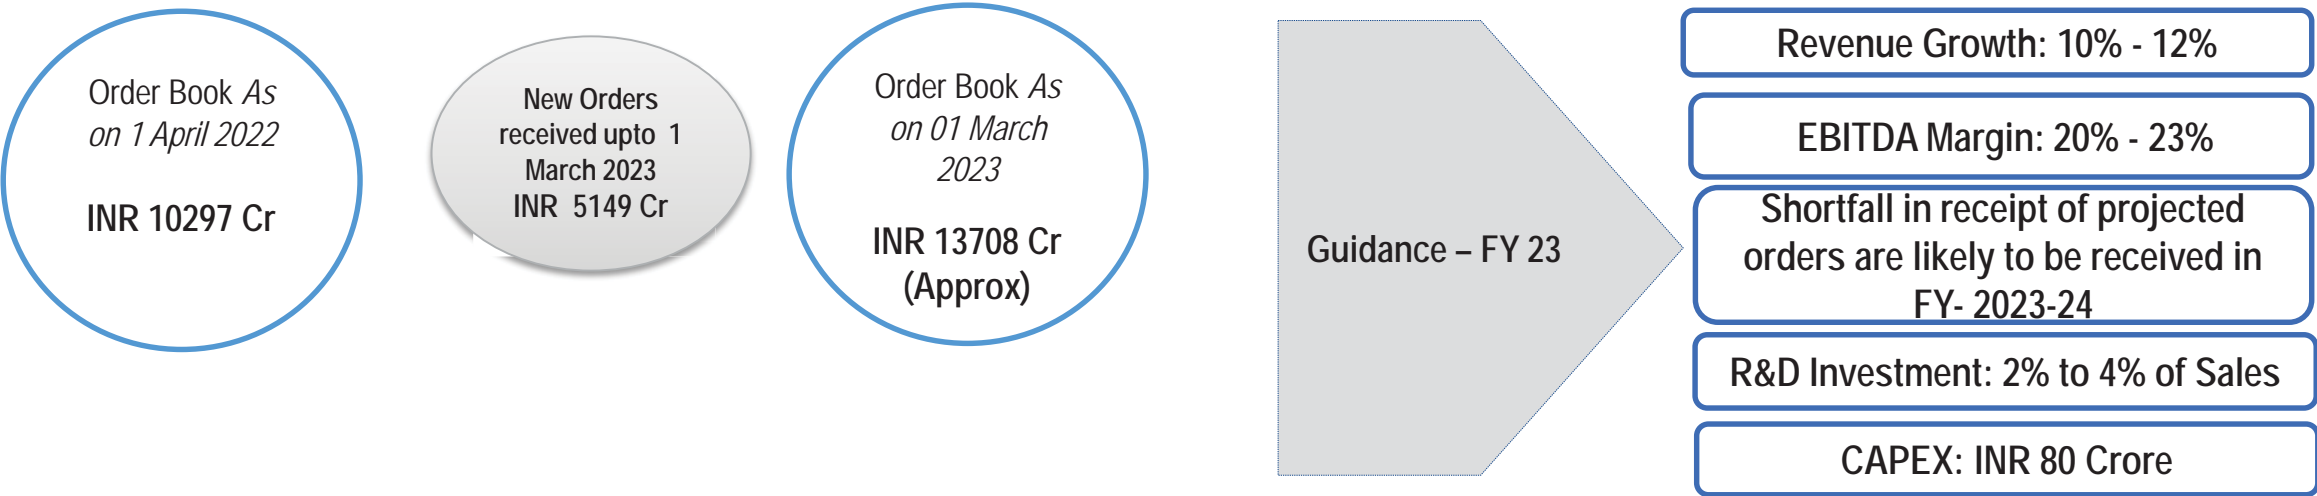 Order Book As
on 1 April 2022
INR 10297 Cr
New Orders
received upto 1
March 2023
INR 5149 Cr
Order Book As
on 01 March
2023
INR 13708 Cr
(Approx)
Guidance – FY 23
Revenue Growth: 10% - 12%
EBITDA Margin: 20% - 23%
Shortfall in receipt of projected
orders are likely to be received in
FY- 2023-24
R&D Investment: 2% to 4% of Sales
CAPEX: INR 80 Crore